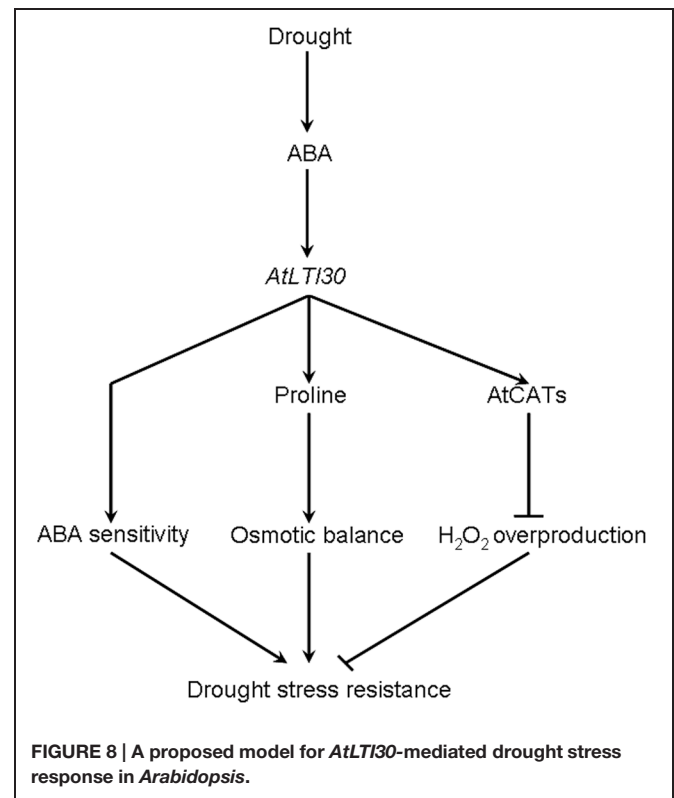 Drought
ABA
AtLTI30
Proline
AtCATs
ABA sensitivity
Osmotic balance
H₂O₂ overproduction
Drought stress resistance
FIGURE 8 | A proposed model for AtLTI30-mediated drought stress
response in Arabidopsis.